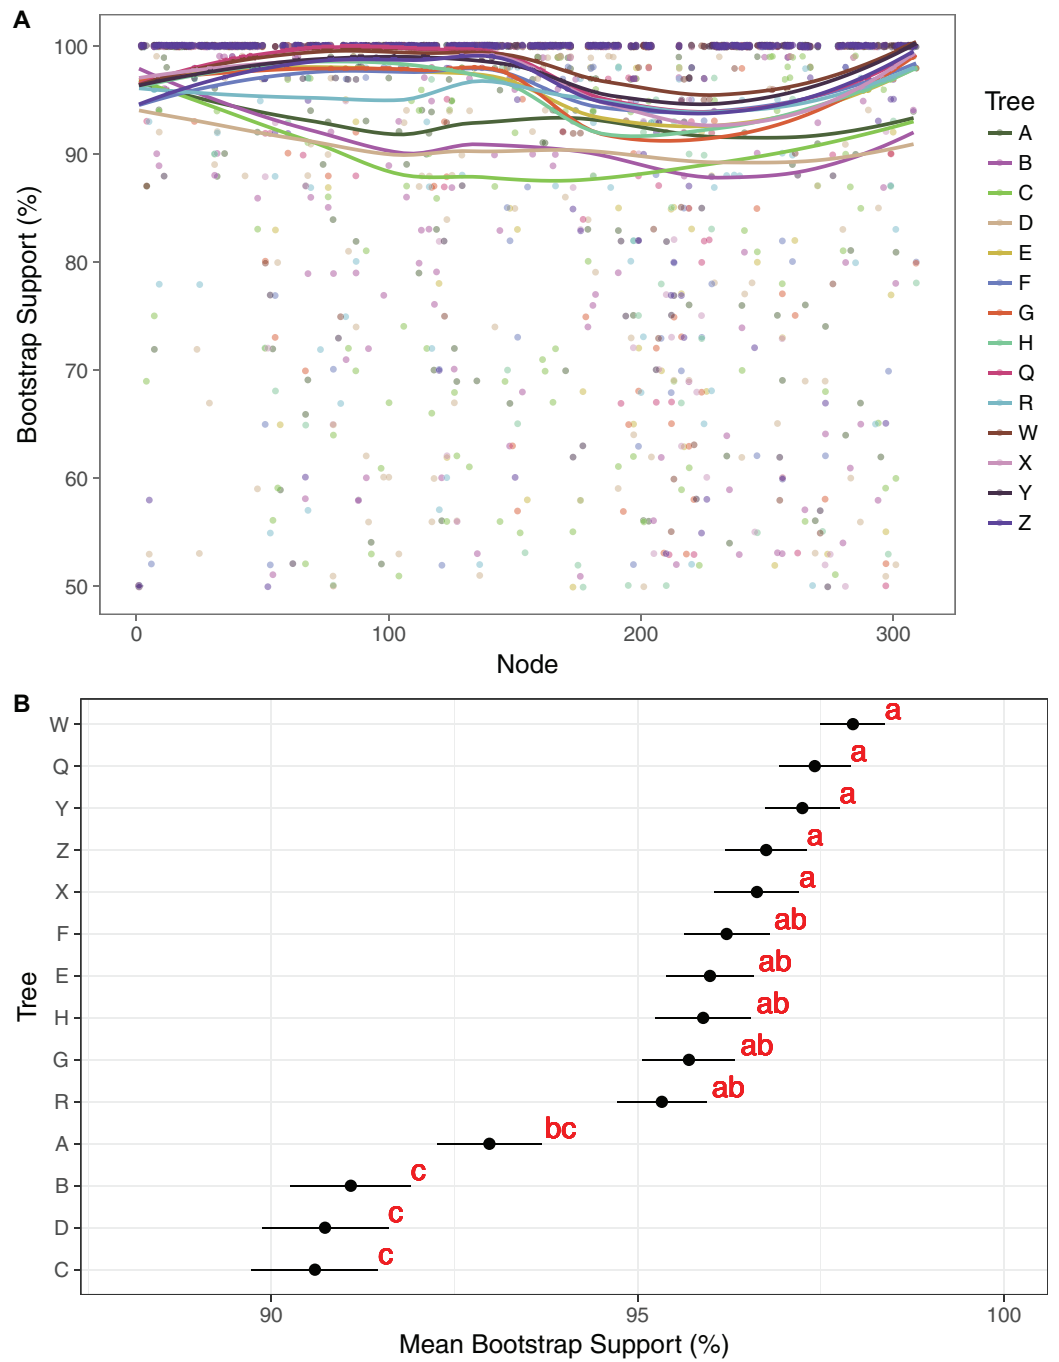 A
Bootstrap Support (%)
100
90
80
70
60
50
0
100
200
300
Node
Tree
A
B
C
D
E
F
G
H
Q
R
W
X
Y
Z
B
Tree
W a
Q a
Y a
Z a
X a
F ab
E ab
H ab
G ab
R ab
A bc
B c
D c
C c
90
95
100
Mean Bootstrap Support (%)